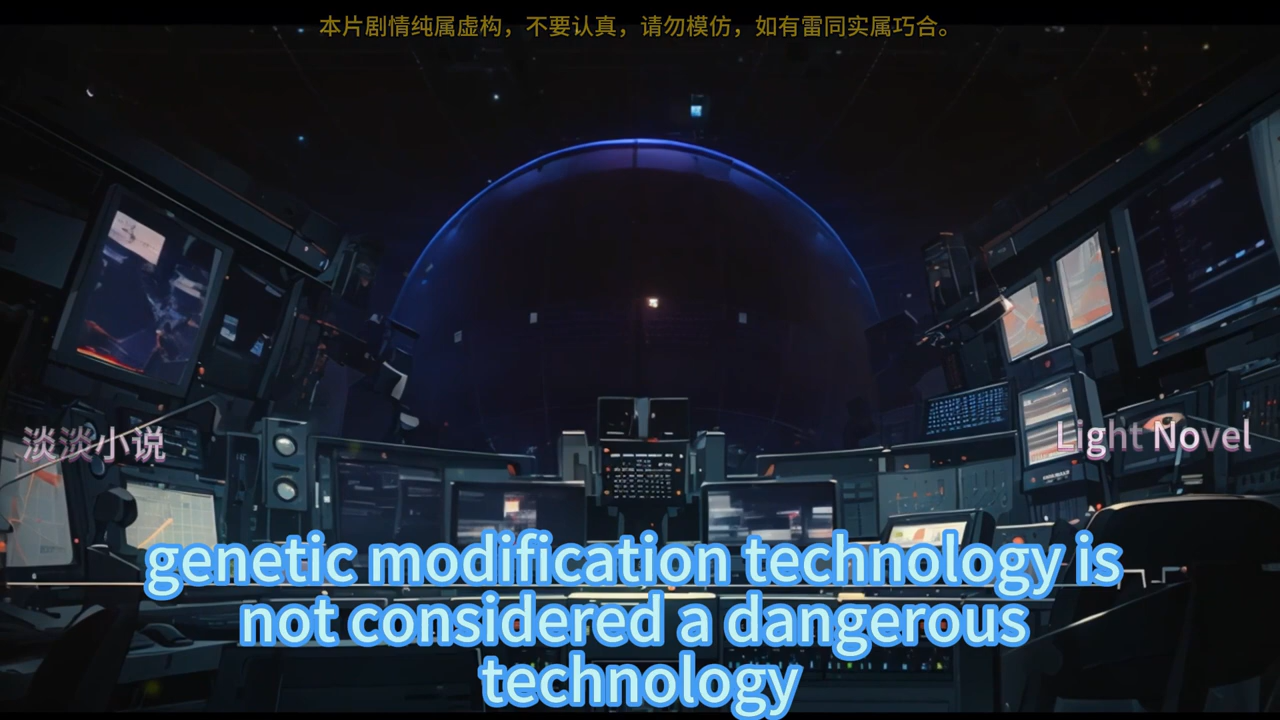 本片剧情纯属虚构，不要认真，请勿模仿，如有雷同实属巧合。
淡淡小说
Light Novel
genetic modification technology is
not considered a dangerous
technology